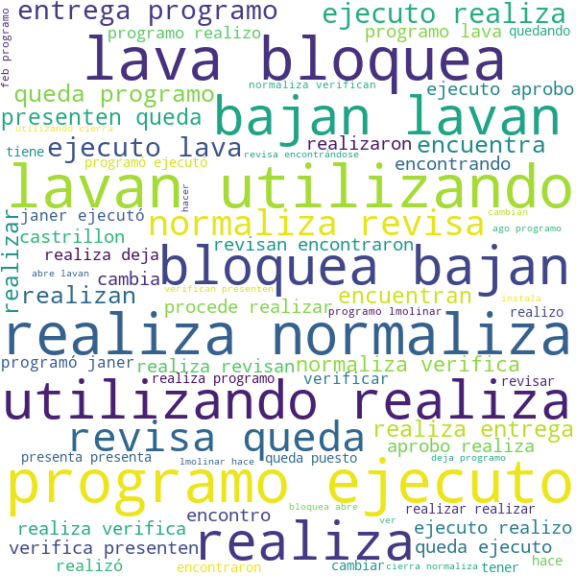 entrega programo
ejecuto realiza
feb programo
programo realizo
programo lava
quedando
lava bloquea
queda programo
normaliza verifican
ejecuto aprobo
presenten queda
bajan lavan
utilizando cierra
tiene
ejecuto lava
realizaron
encuentra
programó ejecutó
revisa encontrándose
encontrando
lavan utilizando
hacer
janer ejecutó
normaliza revisa
cambian
ago programo
realizar
castrillon
revisan encontraron
realiza deja
bloquea bajan
abre lavan
cambia
verifican presenten
realizan
procede realizar
encuentran
instala
programo lmolinar
realizo
realiza normaliza
programó janer
realiza revisan
normaliza verifica
realiza programo
verificar
revisar
utilizando realiza
revisa queda
realiza entrega
aprobo realiza
presenta presenta
lmolinar hace
queda puesto
deja programo
programo ejecuto
bloquea abre
realizar realizar
encontro
ver
realiza verifica
realiza
ejecuto realizo
verifica presenten
queda ejecuto
realizó
encontraron
cambiar
cierra normaliza
tener
hace